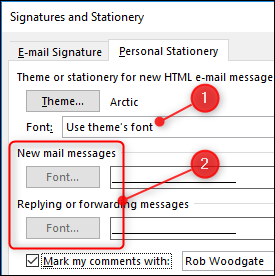 Signatures and Stationery
E-mail Signature Personal Stationery
Theme or stationery for new HTML e-mail message
Theme... Arctic
1
Font: Use theme's font
New mail messages
2
Font...
Replying or forwarding messages
Font...
Mark my comments with: Rob Woodgate